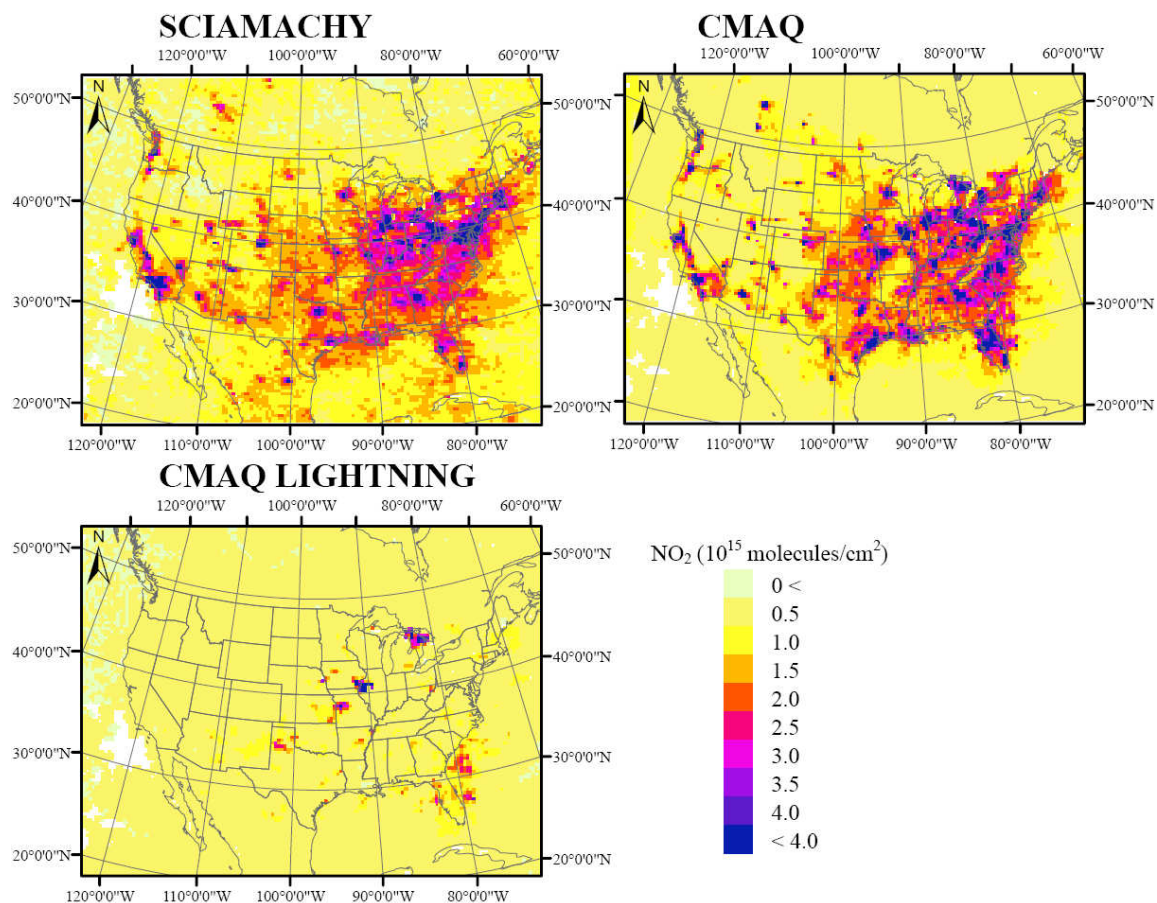 SCIAMACHY
120°0'0"W 100°0'0"W 80°0'0"W 60°0'0"W
N
50°0'0"N 50°0'0"N
40°0'0"N 40°0'0"N
30°0'0"N 30°0'0"N
20°0'0"N 20°0'0"N
120°0'0"W 110°0'0"W 100°0'0"W 90°0'0"W 80°0'0"W
CMAQ
120°0'0"W 100°0'0"W 80°0'0"W 60°0'0"W
N
50°0'0"N 50°0'0"N
40°0'0"N 40°0'0"N
30°0'0"N 30°0'0"N
20°0'0"N 20°0'0"N
120°0'0"W 110°0'0"W 100°0'0"W 90°0'0"W 80°0'0"W
CMAQ LIGHTNING
120°0'0"W 100°0'0"W 80°0'0"W 60°0'0"W
N
50°0'0"N 50°0'0"N
40°0'0"N 40°0'0"N
30°0'0"N 30°0'0"N
20°0'0"N 20°0'0"N
120°0'0"W 110°0'0"W 100°0'0"W 90°0'0"W 80°0'0"W
NO₂ (10¹⁵ molecules/cm²)
0 <
0.5
1.0
1.5
2.0
2.5
3.0
3.5
4.0
< 4.0